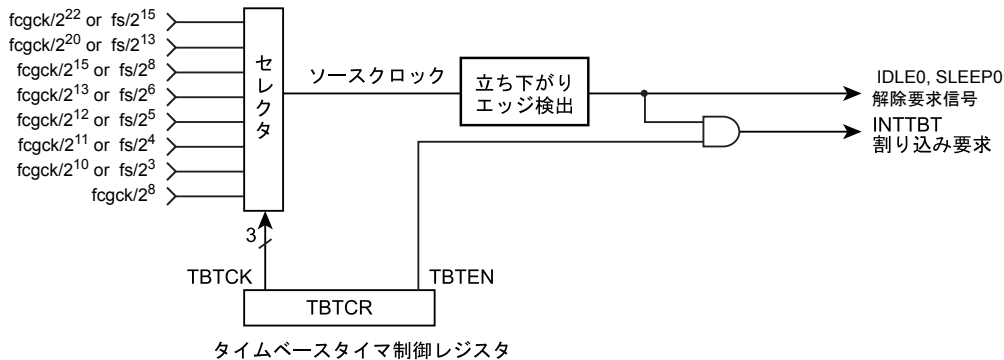 fcgck/2^22 or fs/2^15
fcgck/2^20 or fs/2^13
fcgck/2^15 or fs/2^8
fcgck/2^13 or fs/2^6
fcgck/2^12 or fs/2^5
fcgck/2^11 or fs/2^4
fcgck/2^10 or fs/2^3
fcgck/2^8
セレクタ
ソースクロック
立ち下がり
エッジ検出
IDLE0, SLEEP0
解除要求信号
INTTBT
割り込み要求
3
TBTCK
TBTEN
TBTCR
タイムベースタイマ制御レジスタ